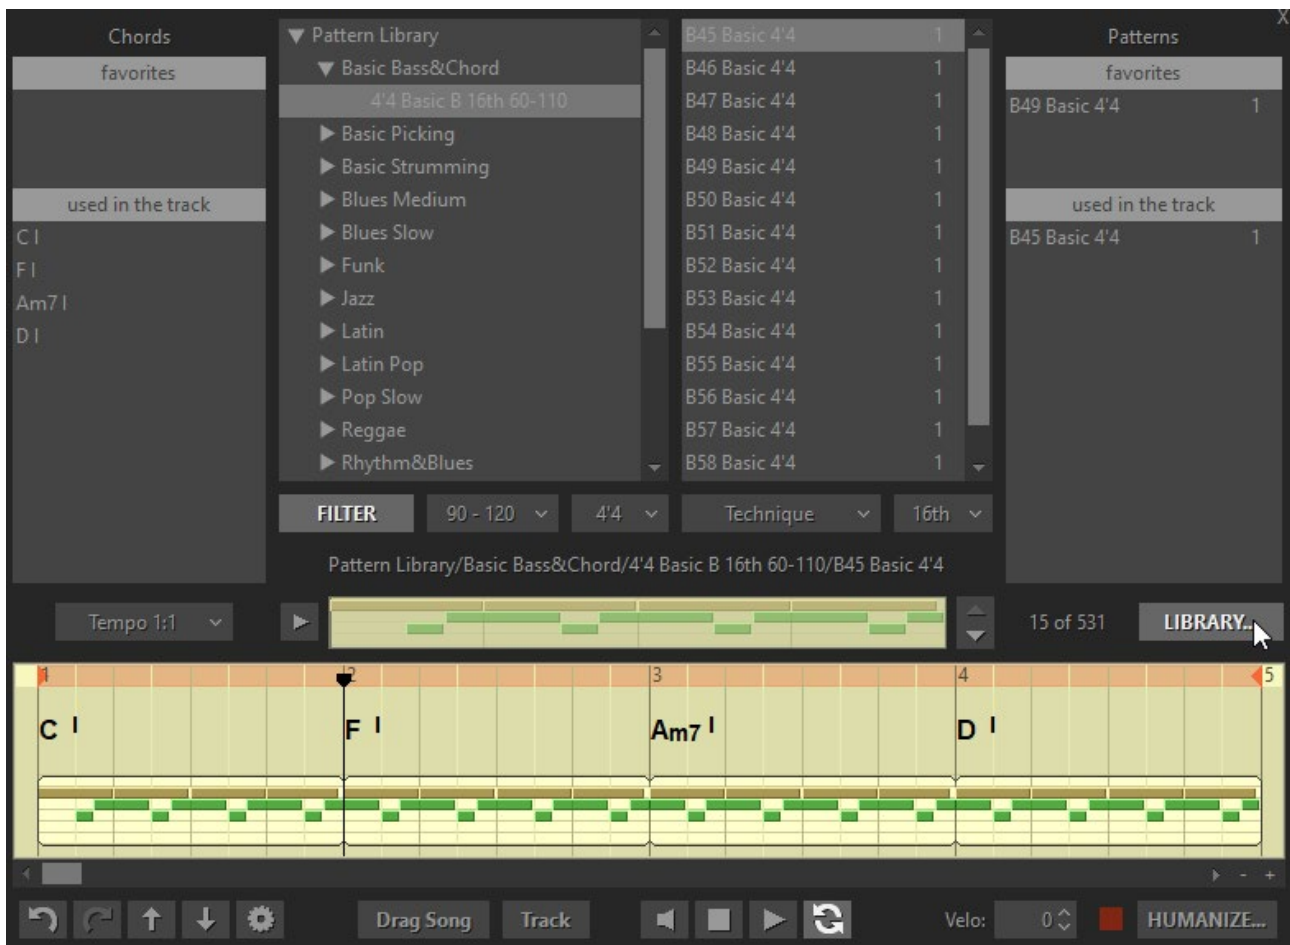 X
Chords
favorites
used in the track
C I
F I
Am7 I
D I
Pattern Library
Basic Bass&Chord
4'4 Basic B 16th 60-110
Basic Picking
Basic Strumming
Blues Medium
Blues Slow
Funk
Jazz
Latin
Latin Pop
Pop Slow
Reggae
Rhythm&Blues
B45 Basic 4'4 1
B46 Basic 4'4 1
B47 Basic 4'4 1
B48 Basic 4'4 1
B49 Basic 4'4 1
B50 Basic 4'4 1
B51 Basic 4'4 1
B52 Basic 4'4 1
B53 Basic 4'4 1
B54 Basic 4'4 1
B55 Basic 4'4 1
B56 Basic 4'4 1
B57 Basic 4'4 1
B58 Basic 4'4 1
Patterns
favorites
B49 Basic 4'4 1
used in the track
B45 Basic 4'4 1
FILTER 90 - 120 4'4 Technique 16th
Pattern Library/Basic Bass&Chord/4'4 Basic B 16th 60-110/B45 Basic 4'4
Tempo 1:1 15 of 531 LIBRARY...
1 2 3 4 5
C I F I Am7 I D I
- +
Drag Song Track Velo: 0 HUMANIZE...